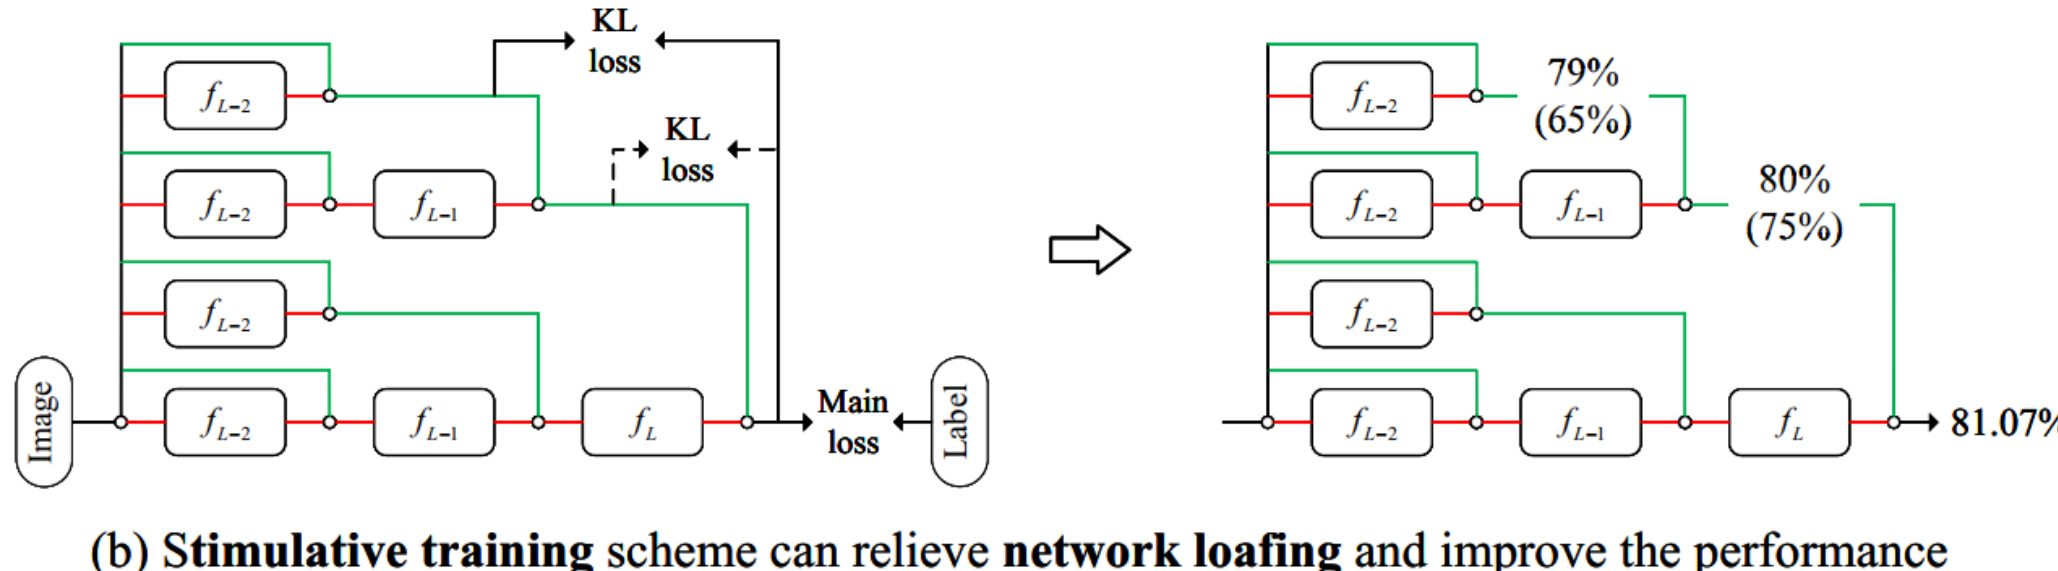 KL
loss
f_{L-2}
KL
loss
f_{L-2}
f_{L-1}
f_{L-2}
Image
f_{L-2}
f_{L-1}
f_L
Main
loss
Label
f_{L-2}
79%
(65%)
f_{L-2}
f_{L-1}
80%
(75%)
f_{L-2}
f_{L-2}
f_{L-1}
f_L
81.07%
(b) Stimulative training scheme can relieve network loafing and improve the performance